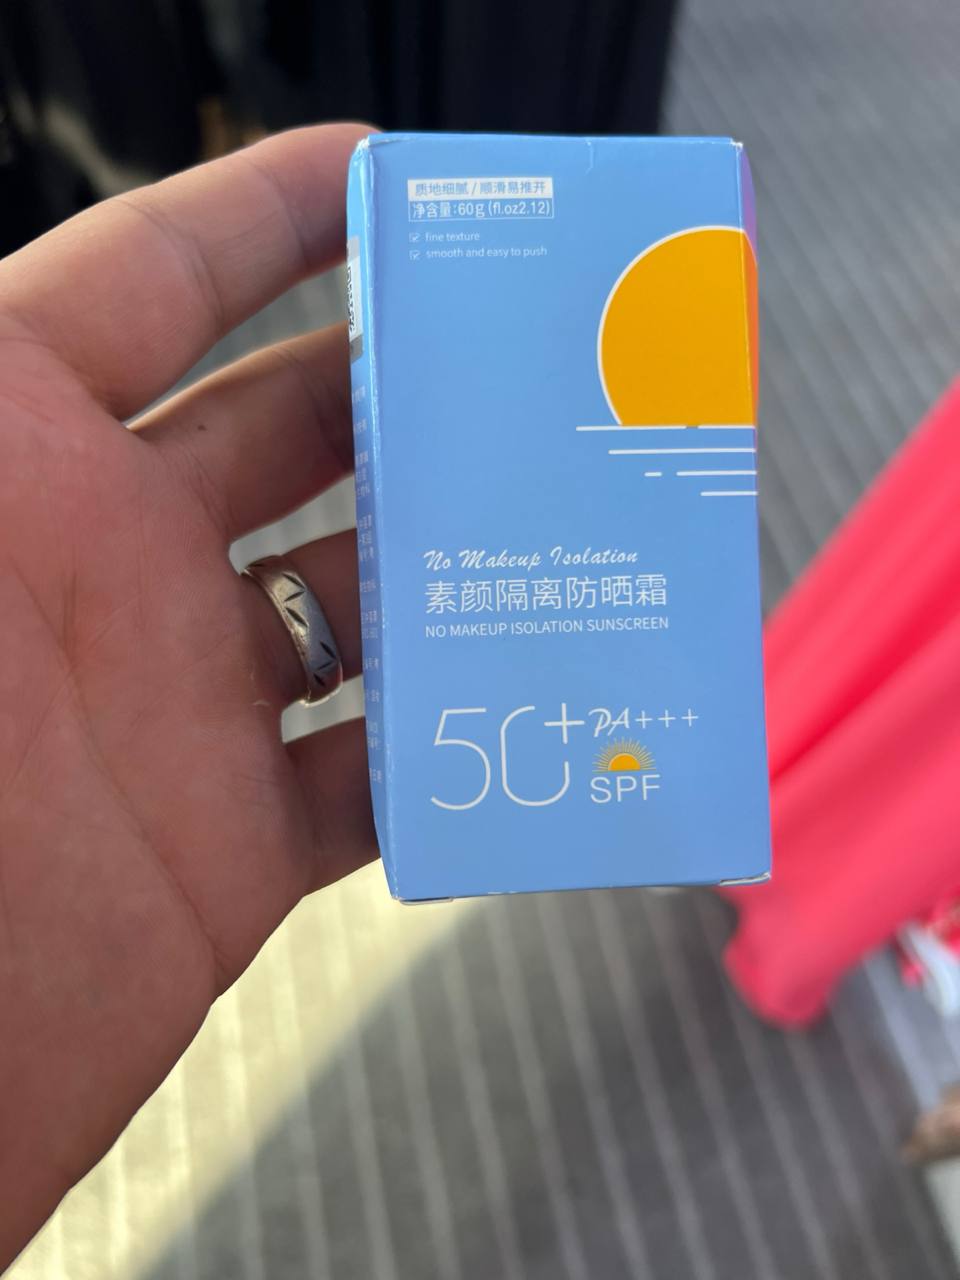 质地细腻 / 顺滑易推开
净含量:60g (fl.oz2.12)
fine texture
smooth and easy to push
No Makeup Isolation
素颜隔离防晒霜
NO MAKEUP ISOLATION SUNSCREEN
50+ PA+++
SPF